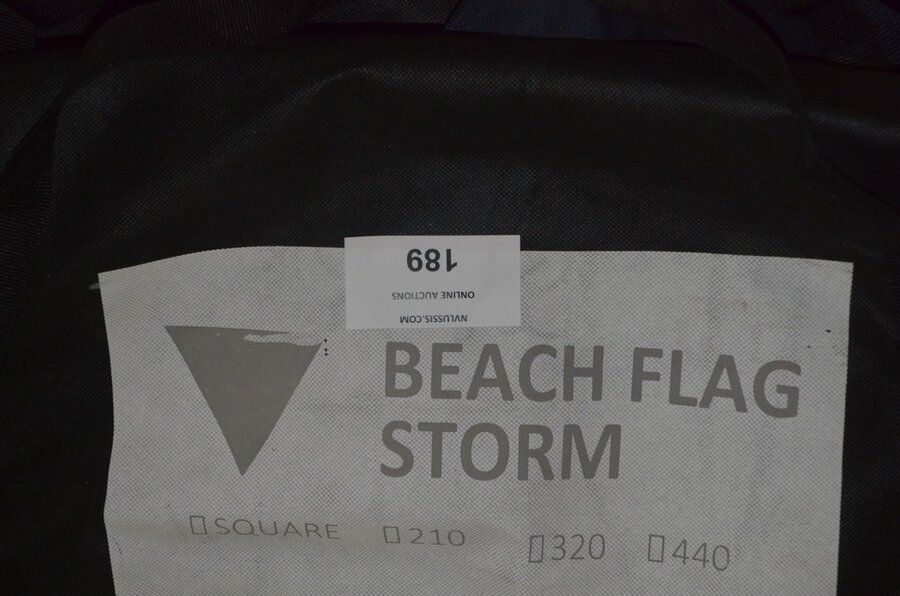 189
ONLINE AUCTIONS
NVLUSSIS.COM
BEACH FLAG
STORM
▯SQUARE ▯210 ▯320 ▯440